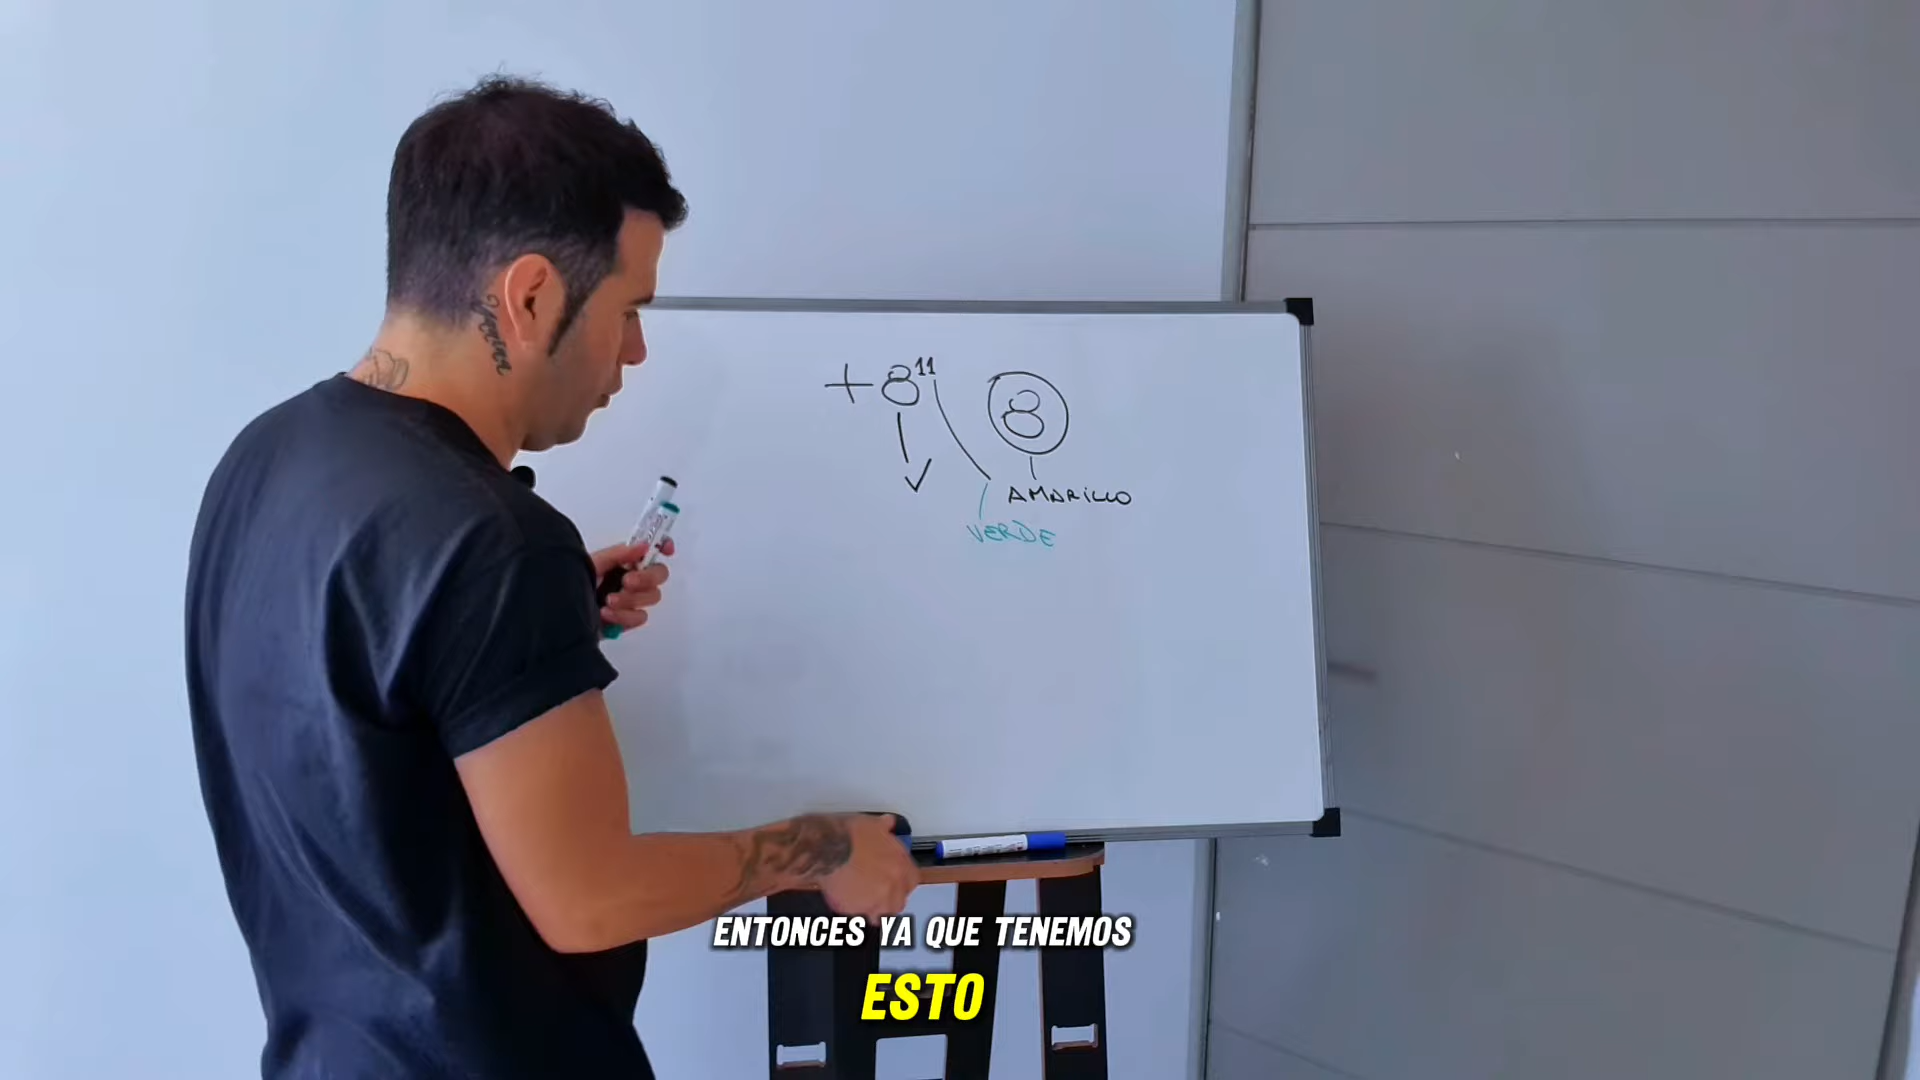 +8¹¹ 8
AMARILLO
VERDE
ENTONCES YA QUE TENEMOS
ESTO